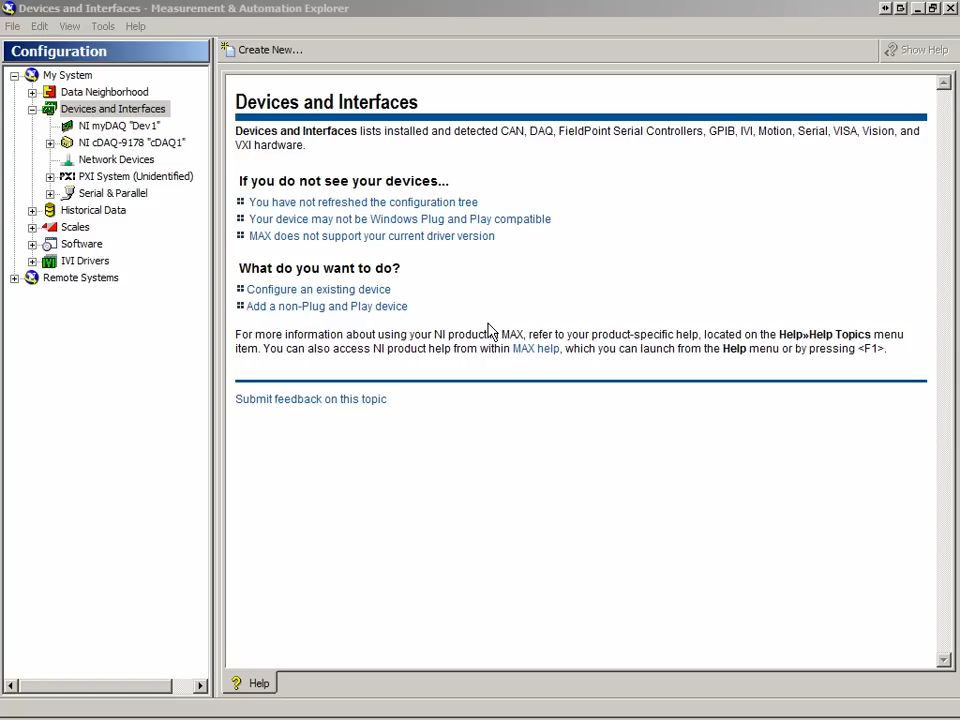 Devices and Interfaces - Measurement & Automation Explorer
File Edit View Tools Help
Configuration
Create New...
Show Help
My System
Data Neighborhood
Devices and Interfaces
NI myDAQ "Dev1"
NI cDAQ-9178 "cDAQ1"
Network Devices
PXI PXI System (Unidentified)
Serial & Parallel
Historical Data
Scales
Software
IVI Drivers
Remote Systems
Devices and Interfaces
Devices and Interfaces lists installed and detected CAN, DAQ, FieldPoint Serial Controllers, GPIB, IVI, Motion, Serial, VISA, Vision, and
VXI hardware.
If you do not see your devices...
You have not refreshed the configuration tree
Your device may not be Windows Plug and Play compatible
MAX does not support your current driver version
What do you want to do?
Configure an existing device
Add a non-Plug and Play device
For more information about using your NI product in MAX, refer to your product-specific help, located on the Help»Help Topics menu
item. You can also access NI product help from within MAX help, which you can launch from the Help menu or by pressing <F1>.
Submit feedback on this topic
Help